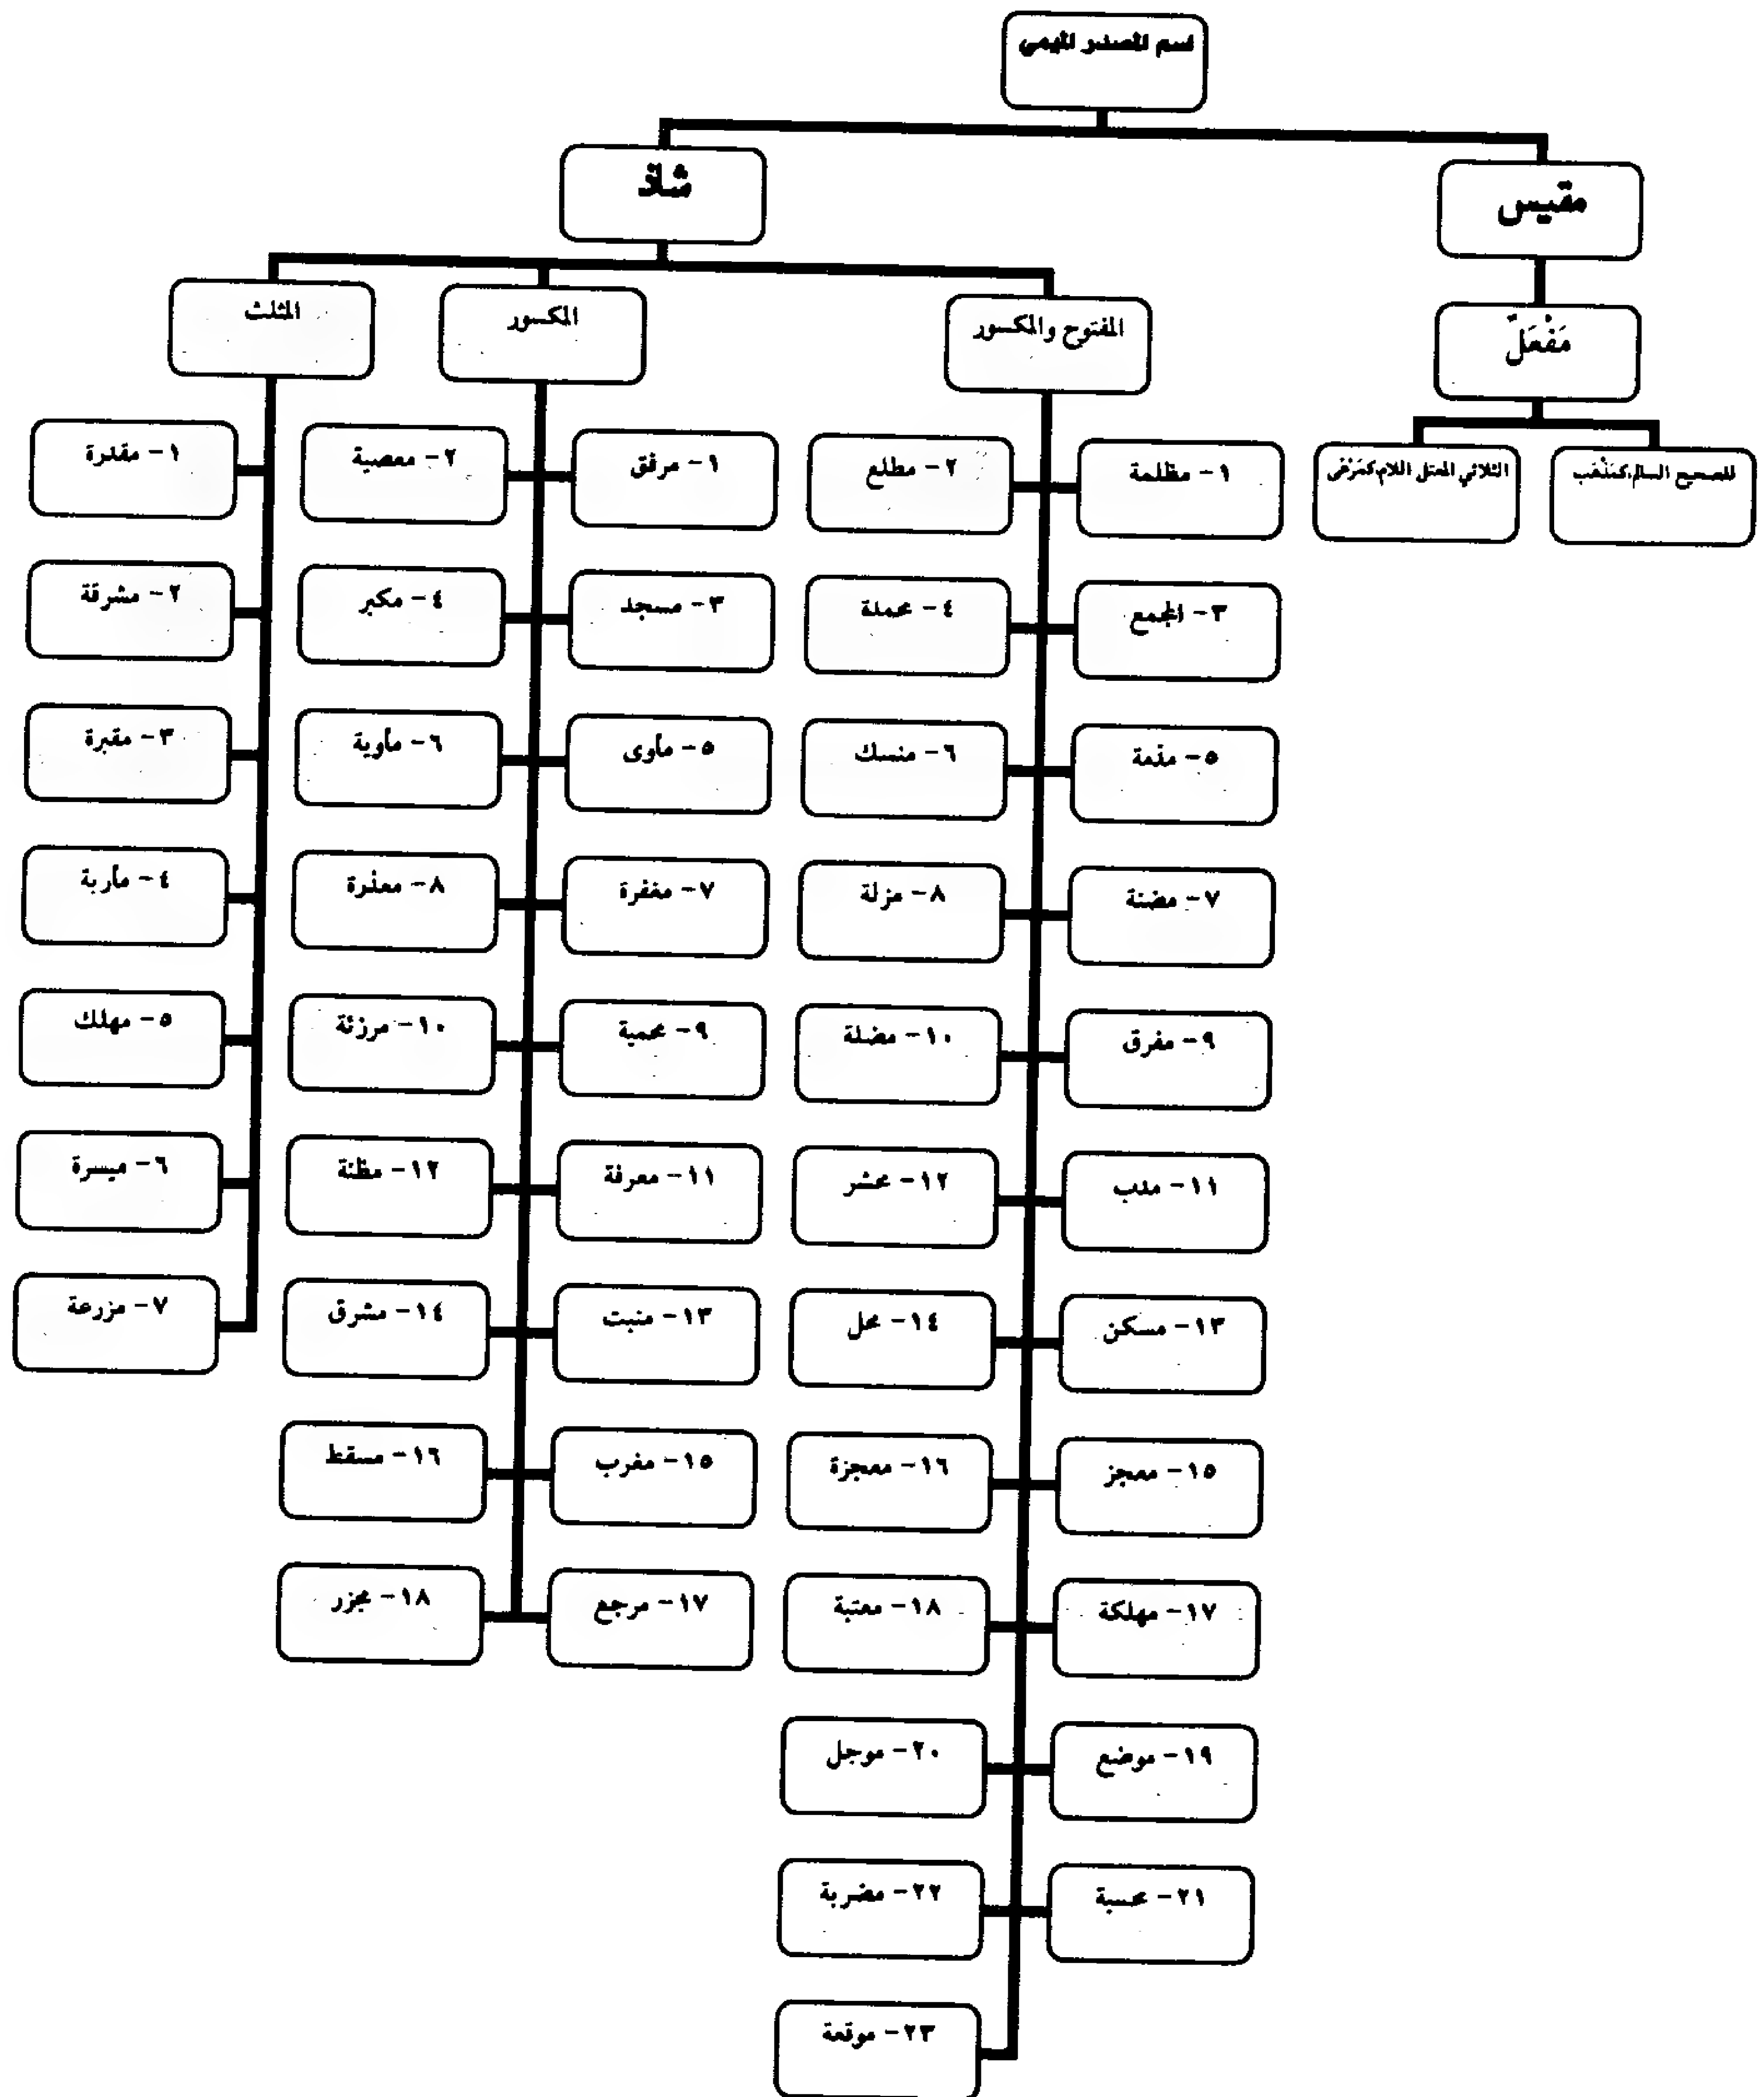 اسم المصدر الميمي
مقيس
شاذ
مَفْعَلٌ
للصحيح السالم.كمَذْهَب
الثلاثي المعتل اللام.كمَرْمَى
المفتوح والمكسور
١- مظلمة
٢- مطلع
٣- المجمع
٤- محمدة
٥- مذمة
٦- منسك
٧- مضنة
٨- مزلة
٩- مفرق
١٠- مضلة
١١- مدب
١٢- محشر
١٣- مسكن
١٤- محل
١٥- معجز
١٦- معجزة
١٧- مهلكة
١٨- معتبة
١٩- موضع
٢٠- موجل
٢١- محسبة
٢٢- مضربة
٢٣- موقعة
المكسور
١- مرفق
٢- معصية
٣- مسجد
٤- مكبر
٥- مأوى
٦- مأوية
٧- مغفرة
٨- معذرة
٩- محمية
١٠- مرزئة
١١- معرفة
١٢- مظنة
١٣- منبت
١٤- مشرق
١٥- مغرب
١٦- مسقط
١٧- مرجع
١٨- مجزر
المثلث
١- مقدرة
٢- مشرقة
٣- مقبرة
٤- مأربة
٥- مهلك
٦- ميسرة
٧- مزرعة